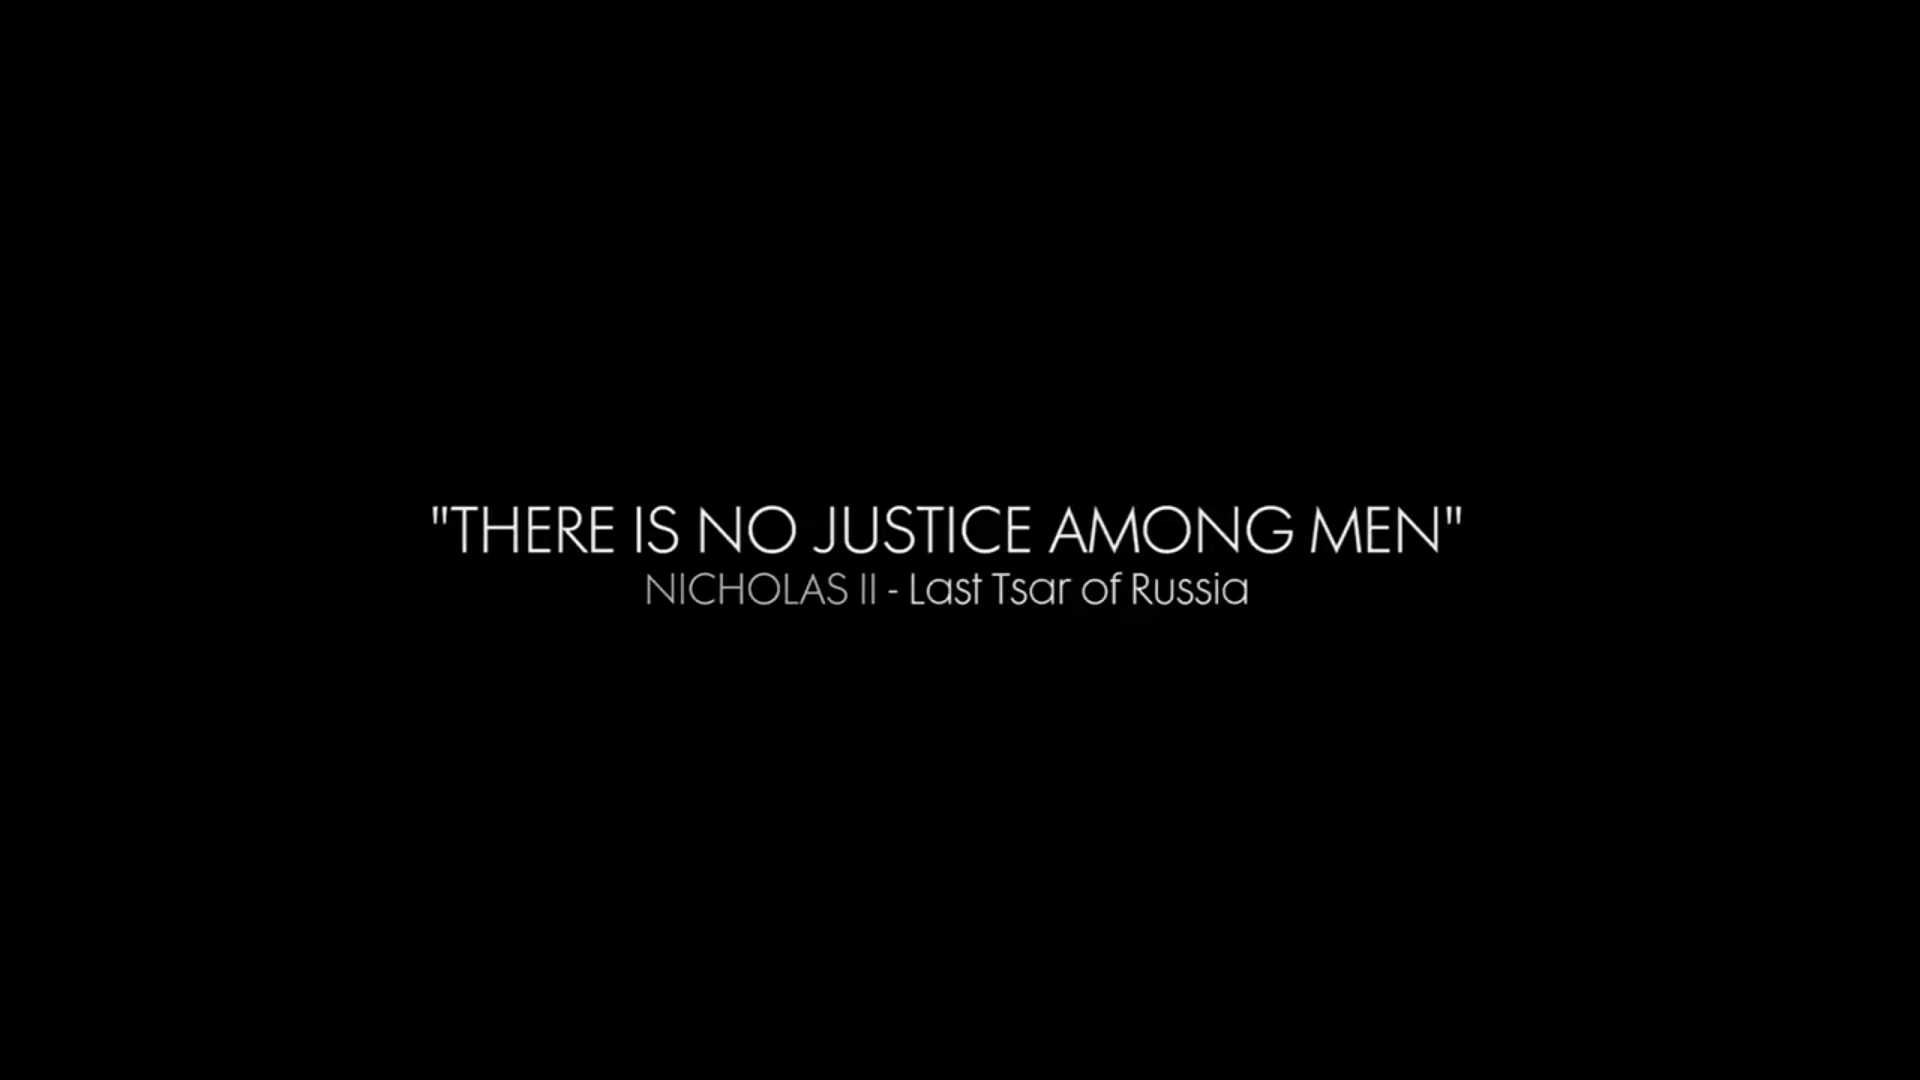 "THERE IS NO JUSTICE AMONG MEN"
NICHOLAS II - Last Tsar of Russia